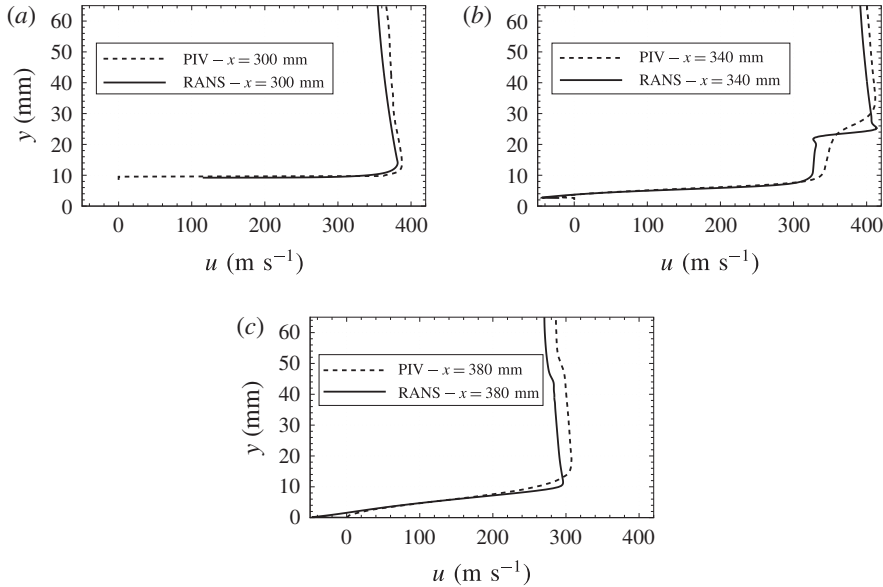 (a)
60
50
40
30
20
10
0
y (mm)
PIV – x = 300 mm
RANS – x = 300 mm
0 100 200 300 400
u (m s⁻¹)
(b)
60
50
40
30
20
10
0
PIV – x = 340 mm
RANS – x = 340 mm
0 100 200 300 400
u (m s⁻¹)
(c)
60
50
40
30
20
10
0
y (mm)
PIV – x = 380 mm
RANS – x = 380 mm
0 100 200 300 400
u (m s⁻¹)